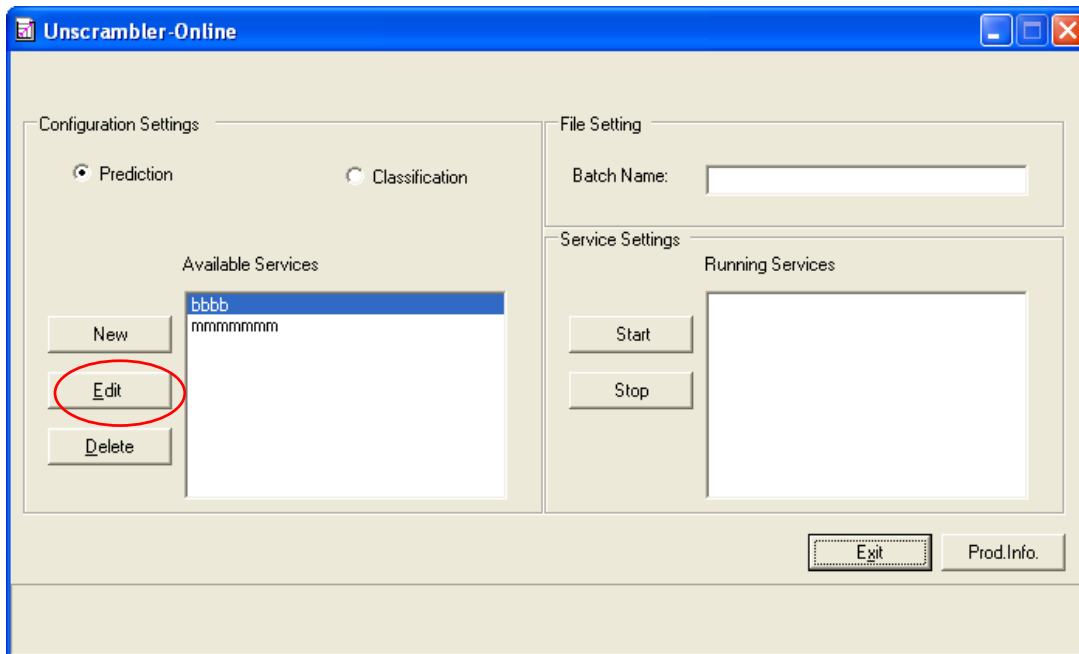 Unscrambler-Online
Configuration Settings
Prediction
Classification
Available Services
bbbb
mmmmmmm
New
Edit
Delete
File Setting
Batch Name:
Service Settings
Running Services
Start
Stop
Exit
Prod.Info.